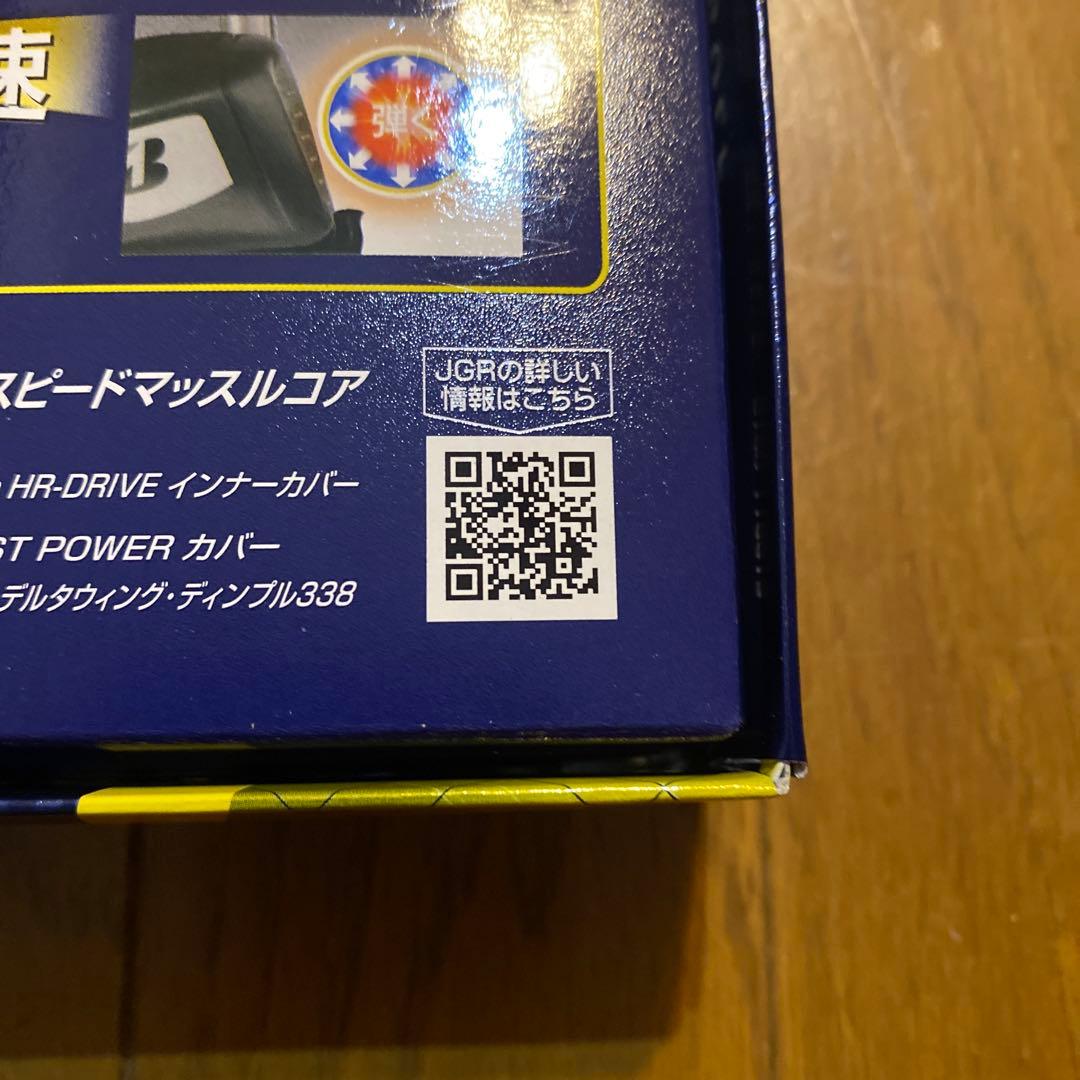 速
弾く
B
スピードマッスルコア
JGRの詳しい
情報はこちら
HR-DRIVE インナーカバー
ST POWER カバー
デルタウィング・ディンプル338